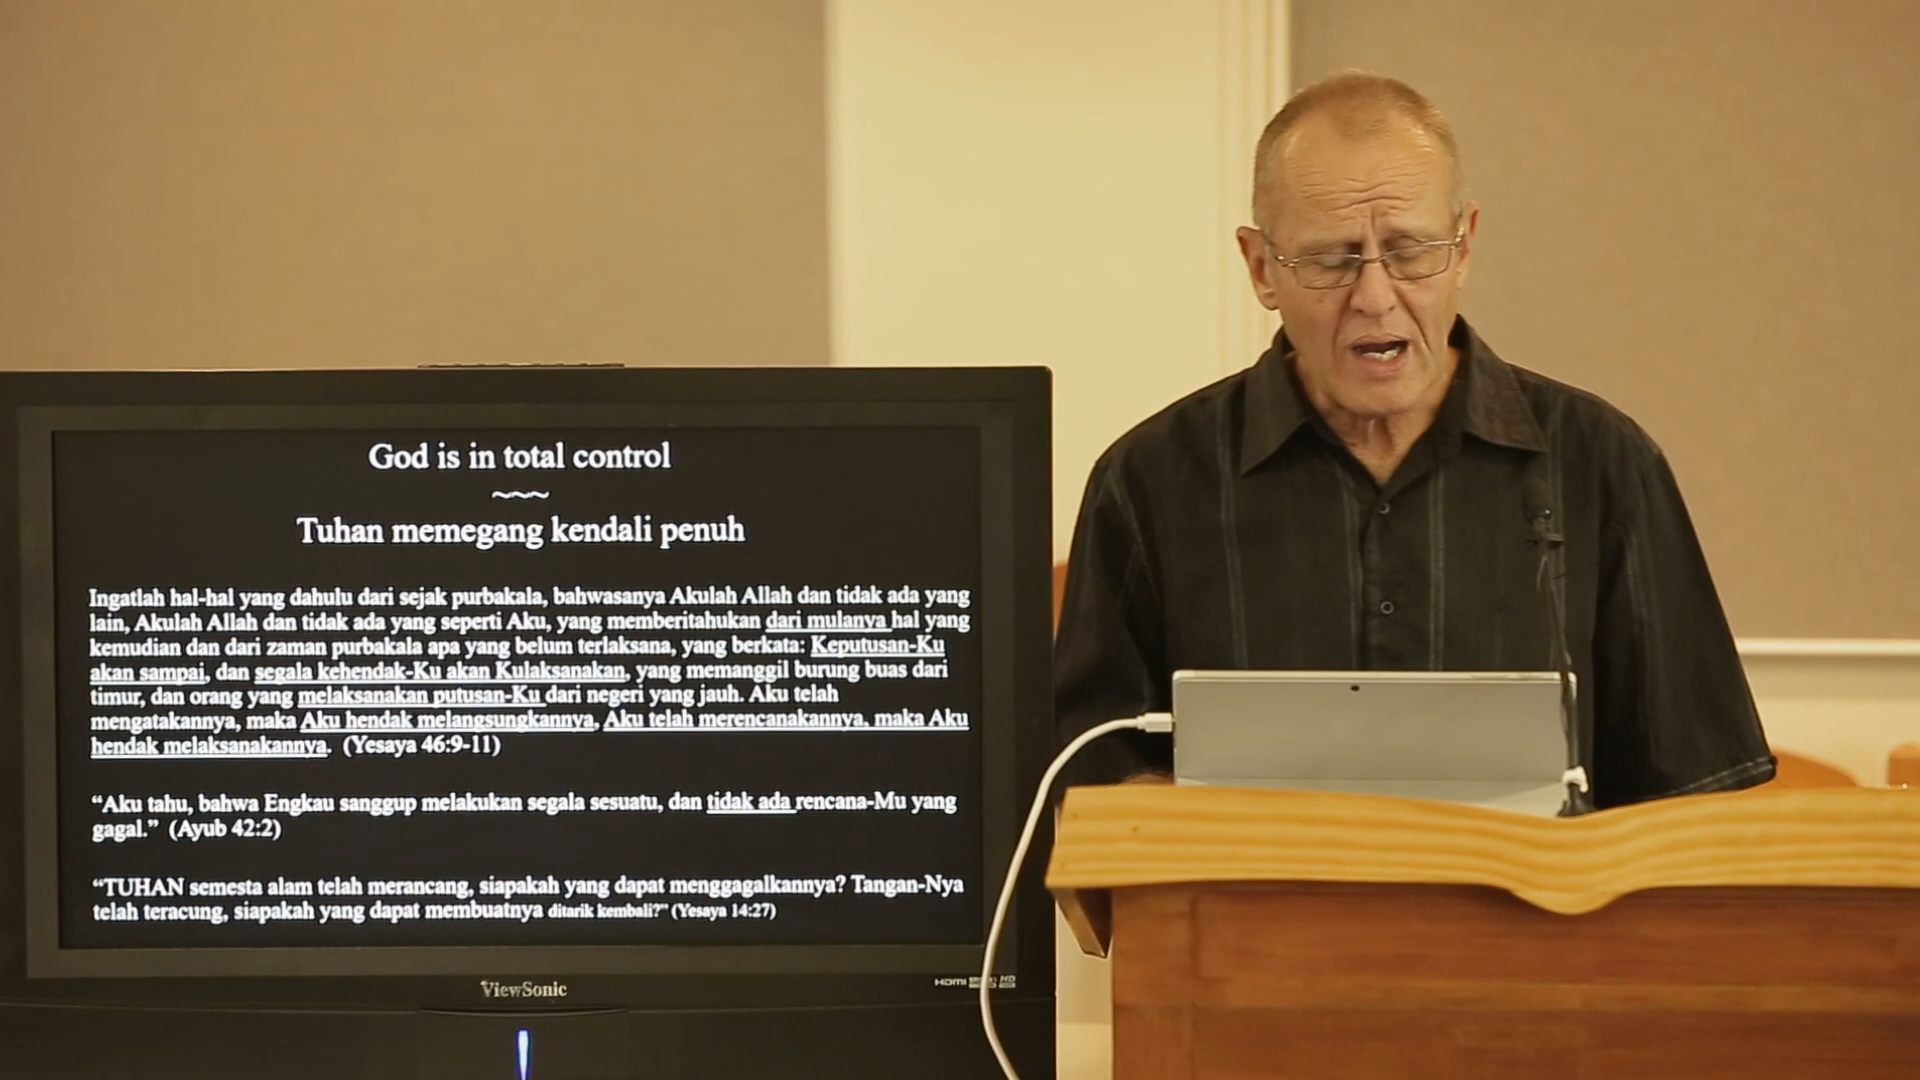 God is in total control
~~~
Tuhan memegang kendali penuh
Ingatlah hal-hal yang dahulu dari sejak purbakala, bahwasanya Akulah Allah dan tidak ada yang
lain, Akulah Allah dan tidak ada yang seperti Aku, yang memberitahukan dari mulanya hal yang
kemudian dan dari zaman purbakala apa yang belum terlaksana, yang berkata: Keputusan-Ku
akan sampai, dan segala kehendak-Ku akan Kulaksanakan, yang memanggil burung buas dari
timur, dan orang yang melaksanakan putusan-Ku dari negeri yang jauh. Aku telah
mengatakannya, maka Aku hendak melangsungkannya, Aku telah merencanakannya, maka Aku
hendak melaksanakannya. (Yesaya 46:9-11)
“Aku tahu, bahwa Engkau sanggup melakukan segala sesuatu, dan tidak ada rencana-Mu yang
gagal.” (Ayub 42:2)
“TUHAN semesta alam telah merancang, siapakah yang dapat menggagalkannya? Tangan-Nya
telah teracung, siapakah yang dapat membuatnya ditarik kembali?” (Yesaya 14:27)
ViewSonic
HDMI